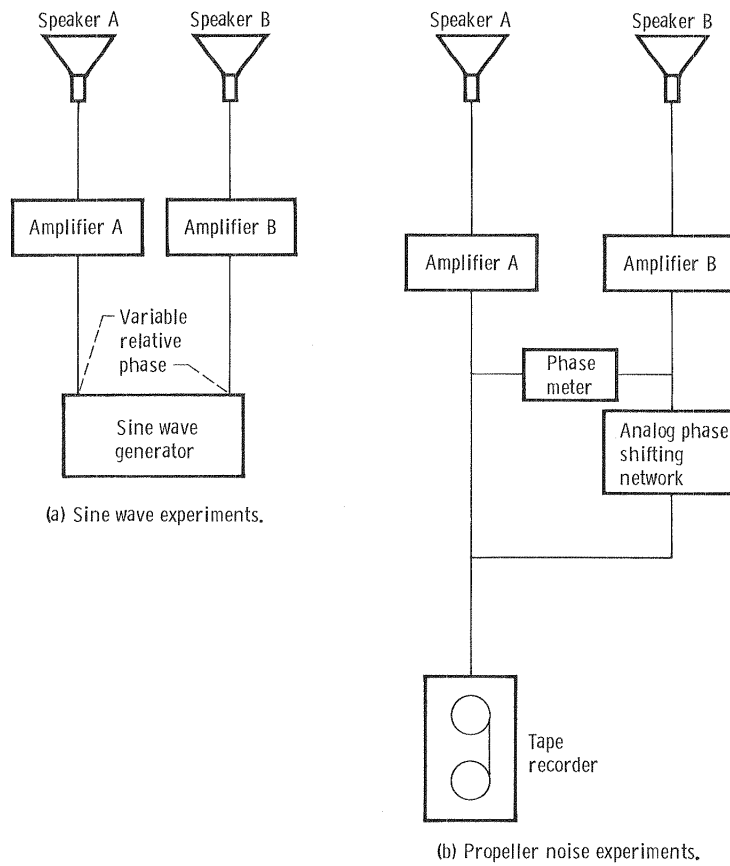 Speaker A
Speaker B
Amplifier A
Amplifier B
Variable
relative
phase
Sine wave
generator
(a) Sine wave experiments.
Speaker A
Speaker B
Amplifier A
Amplifier B
Phase
meter
Analog phase
shifting
network
Tape
recorder
(b) Propeller noise experiments.